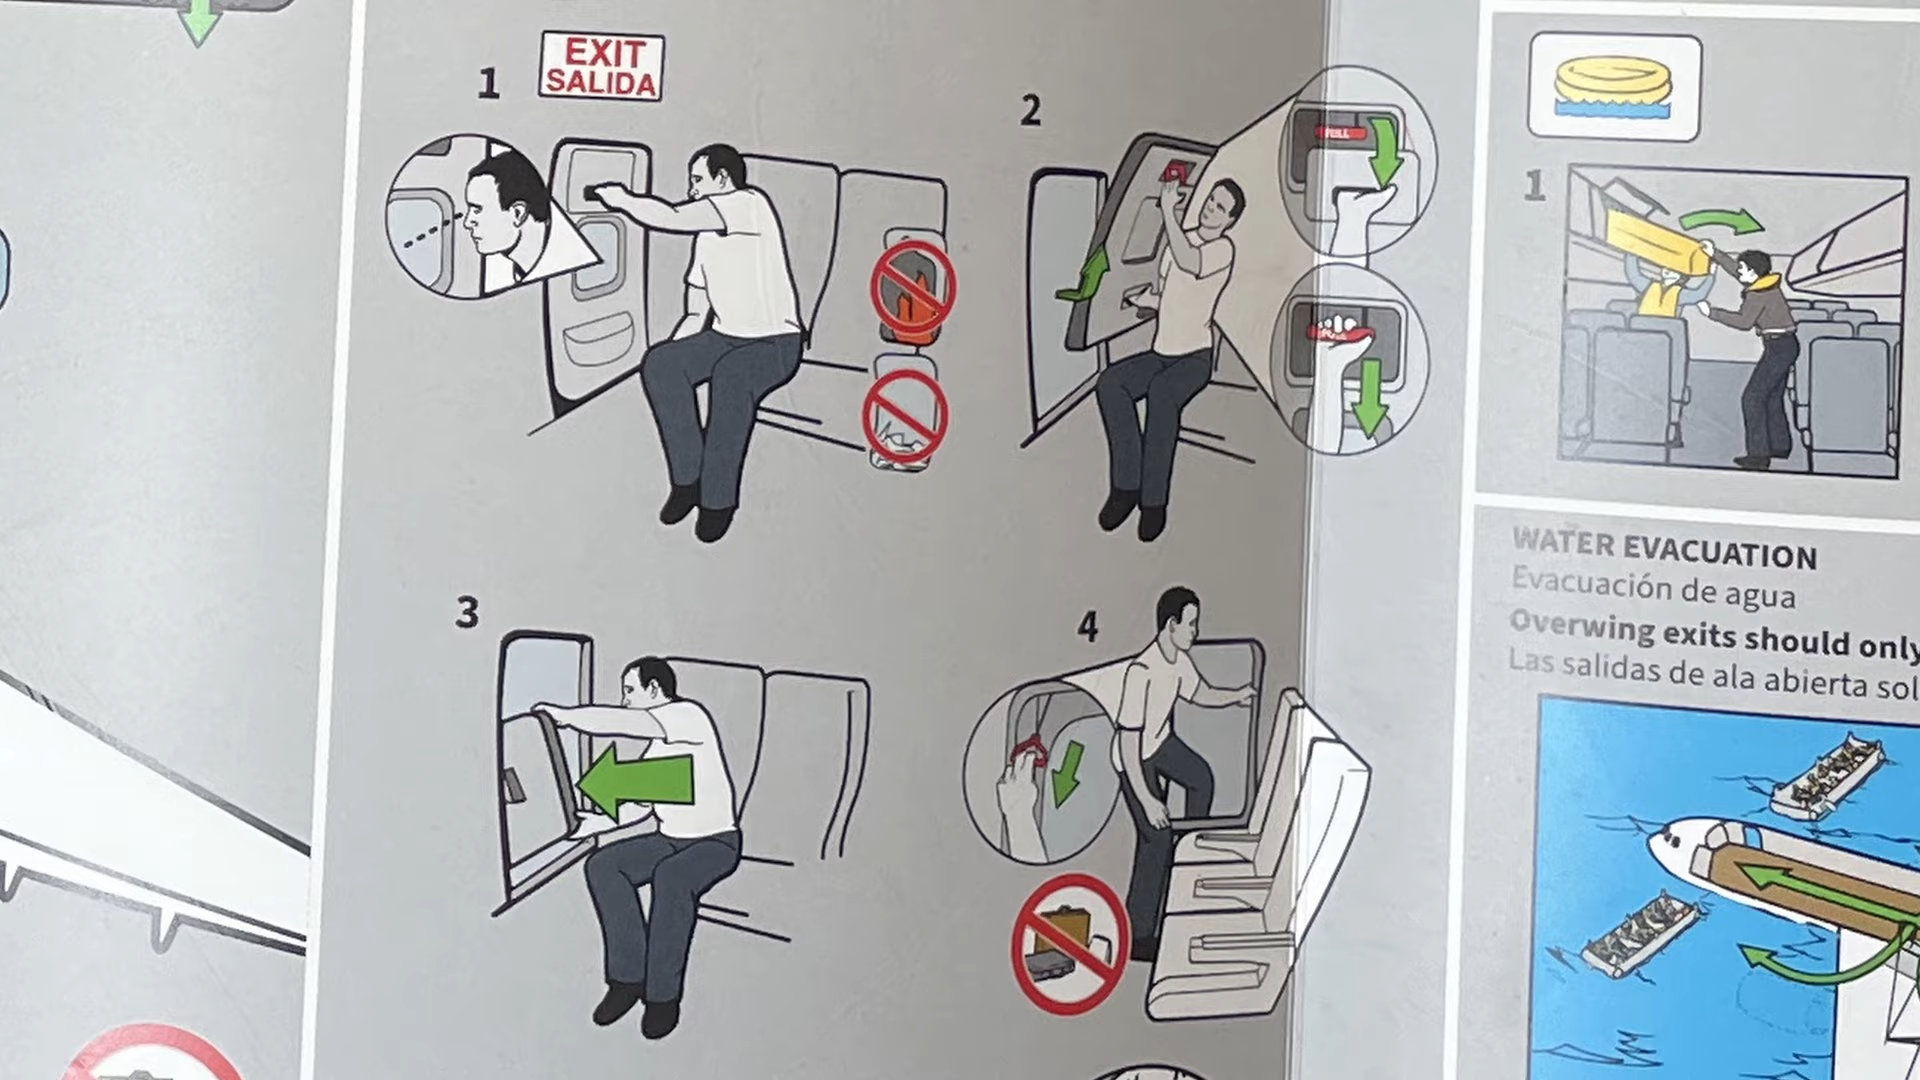 1
EXIT
SALIDA
2
PULL
3
4
1
WATER EVACUATION
Evacuación de agua
Overwing exits should only
Las salidas de ala abierta sol